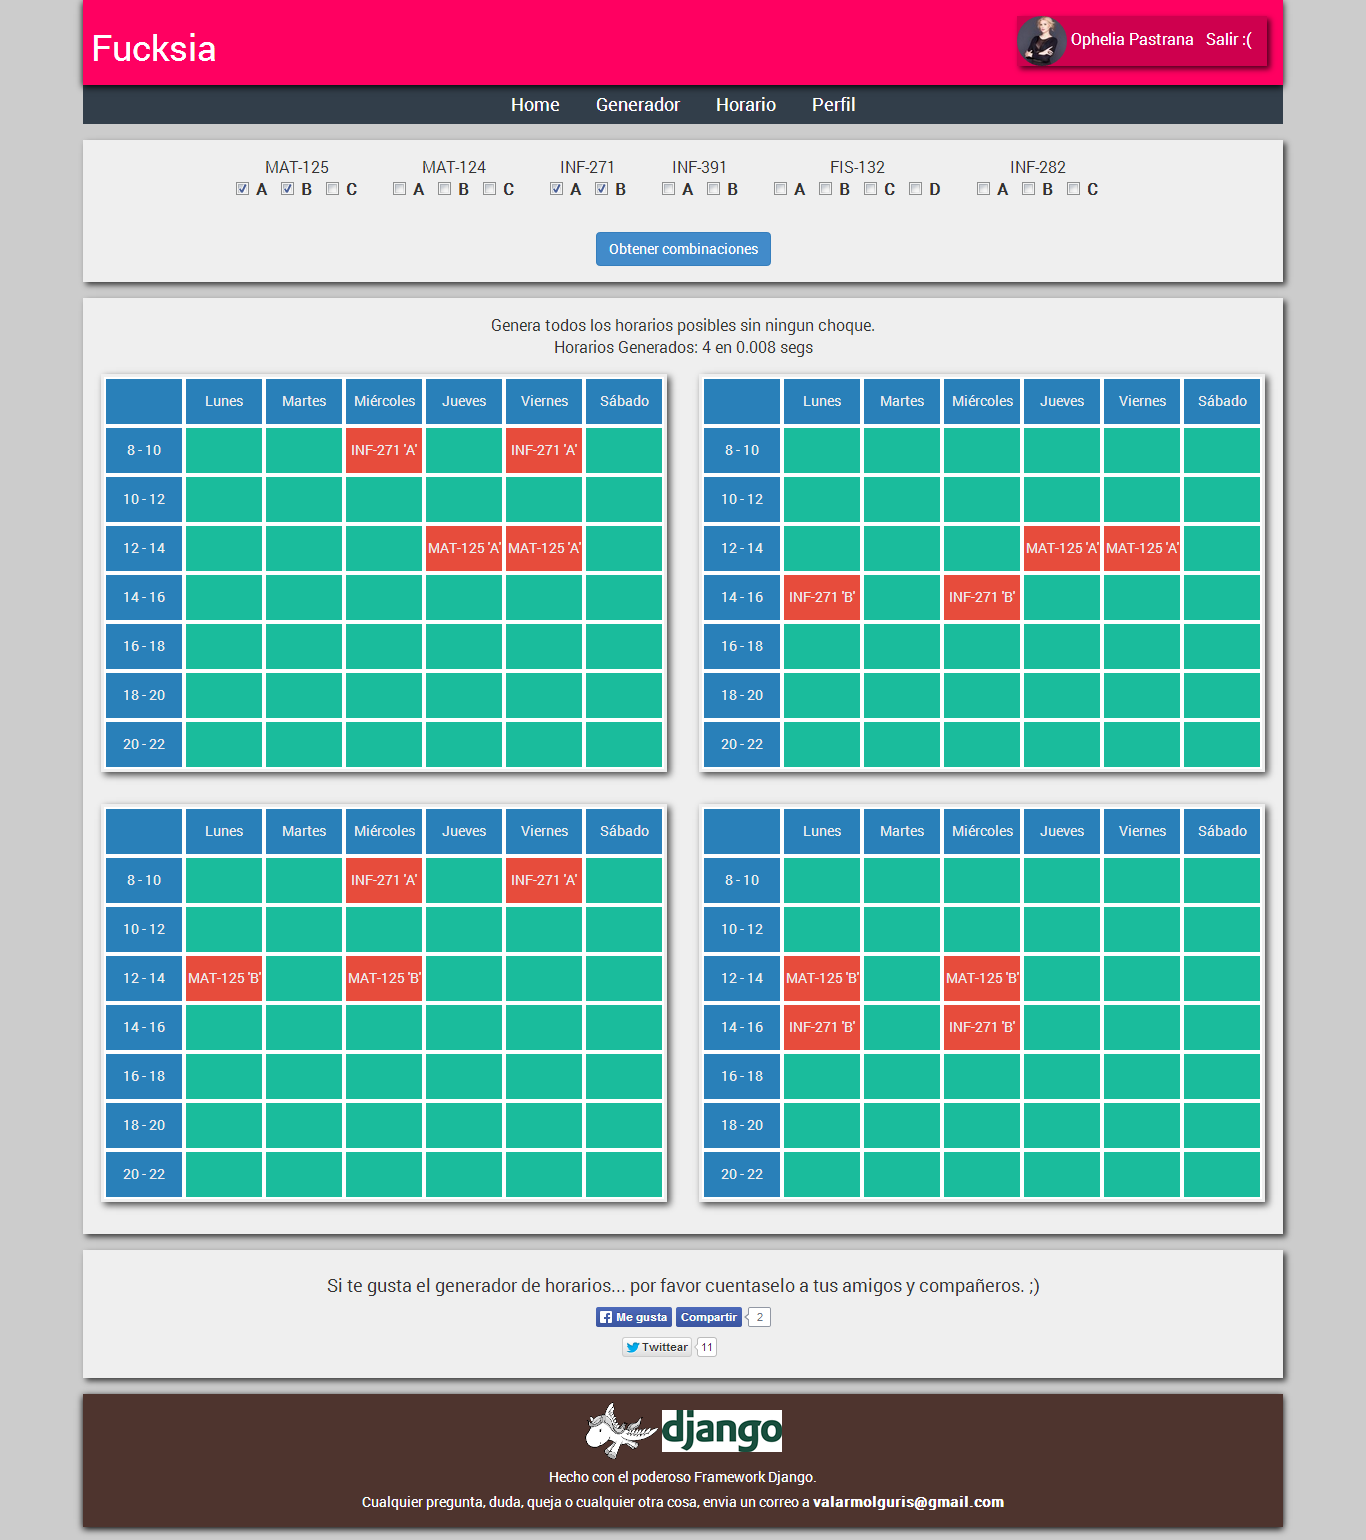 Fucksia
Ophelia Pastrana Salir :(
Home Generador Horario Perfil
MAT-125 MAT-124 INF-271 INF-391 FIS-132 INF-282
A B C A B C A B A B A B C D A B C
Obtener combinaciones
Genera todos los horarios posibles sin ningun choque.
Horarios Generados: 4 en 0.008 segs
Lunes Martes Miércoles Jueves Viernes Sábado
8 - 10 INF-271 'A' INF-271 'A'
10 - 12
12 - 14 MAT-125 'A' MAT-125 'A'
14 - 16
16 - 18
18 - 20
20 - 22
Lunes Martes Miércoles Jueves Viernes Sábado
8 - 10
10 - 12
12 - 14 MAT-125 'A' MAT-125 'A'
14 - 16 INF-271 'B' INF-271 'B'
16 - 18
18 - 20
20 - 22
Lunes Martes Miércoles Jueves Viernes Sábado
8 - 10 INF-271 'A' INF-271 'A'
10 - 12
12 - 14 MAT-125 'B' MAT-125 'B'
14 - 16
16 - 18
18 - 20
20 - 22
Lunes Martes Miércoles Jueves Viernes Sábado
8 - 10
10 - 12
12 - 14 MAT-125 'B' MAT-125 'B'
14 - 16 INF-271 'B' INF-271 'B'
16 - 18
18 - 20
20 - 22
Si te gusta el generador de horarios... por favor cuentaselo a tus amigos y compañeros. ;)
Me gusta Compartir 2
Twittear 11
django
Hecho con el poderoso Framework Django.
Cualquier pregunta, duda, queja o cualquier otra cosa, envia un correo a valarmolguris@gmail.com